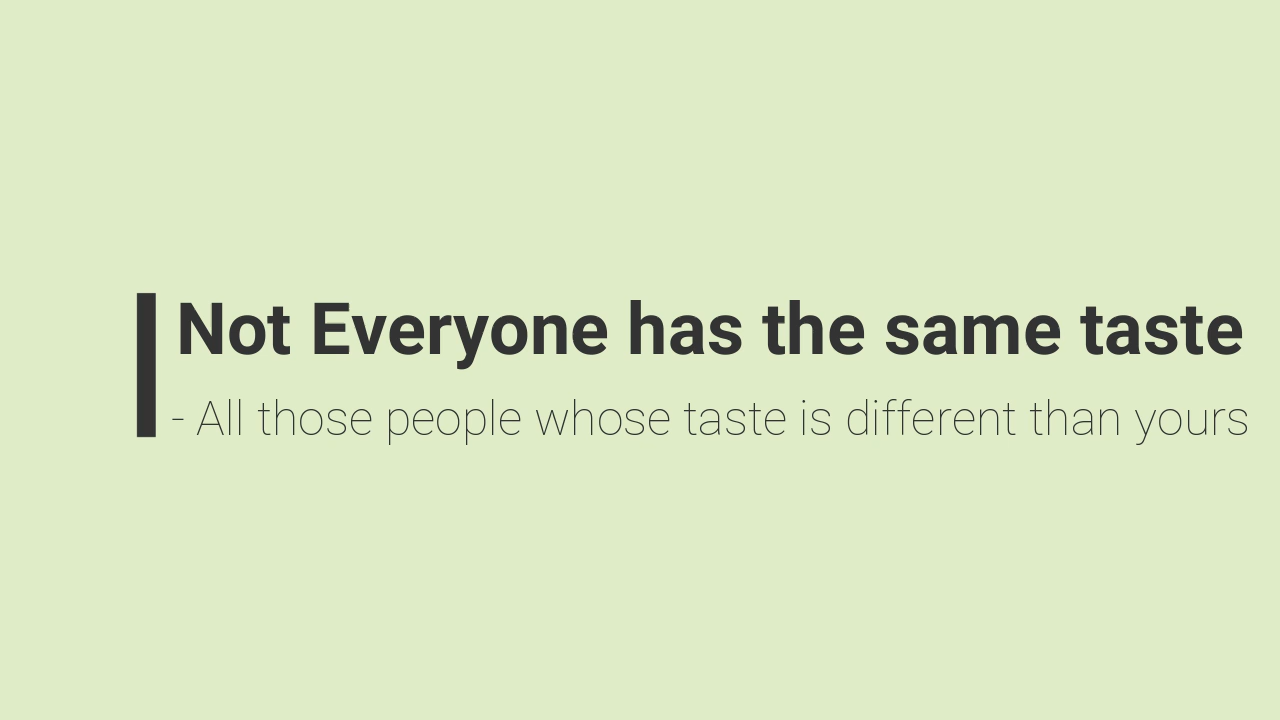 Not Everyone has the same taste
- All those people whose taste is different than yours